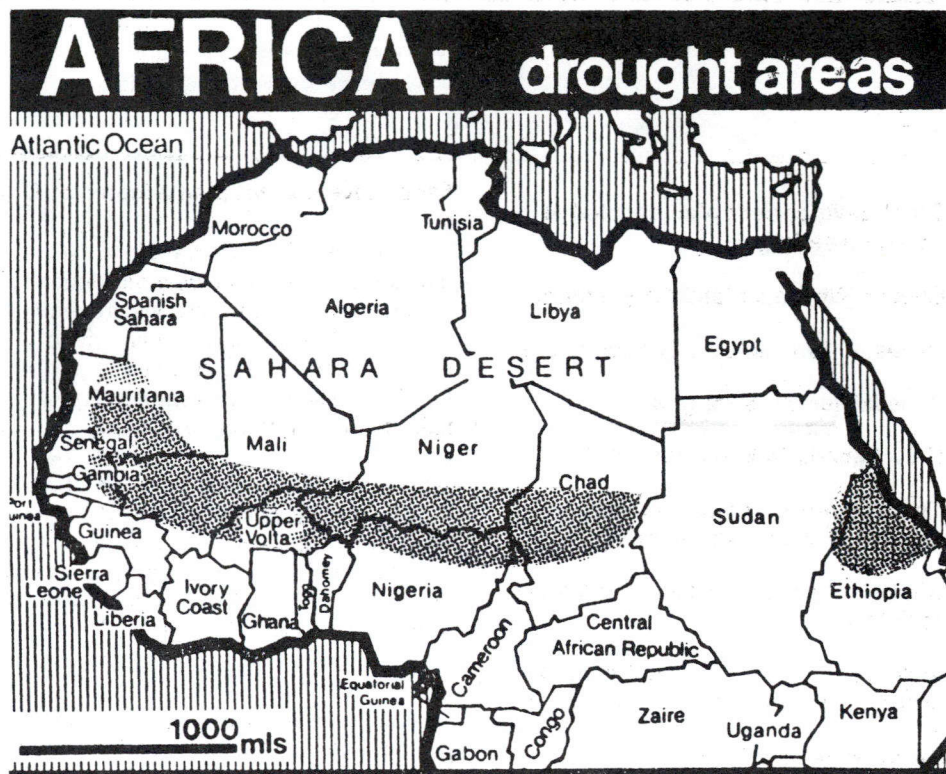 AFRICA: drought areas
Atlantic Ocean
Morocco
Tunisia
Spanish
Sahara
Algeria
Libya
Egypt
SAHARA DESERT
Mauritania
Senegal
Mali
Niger
Gambia
Chad
Port
Guinea
Upper
Volta
Sudan
Sierra
Leone
Ivory
Coast
Ghana
Togo
Dahomey
Nigeria
Ethiopia
Liberia
Central
African Republic
Cameroon
Equatorial
Guinea
1000 mls
Gabon
Congo
Zaire
Uganda
Kenya